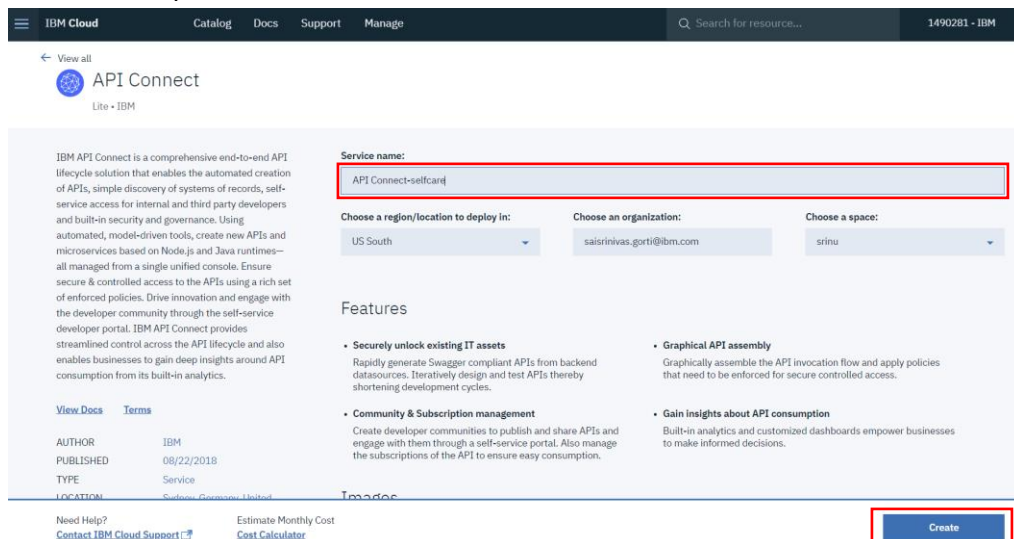 IBM Cloud Catalog Docs Support Manage Search for resource... 1490281 - IBM
← View all
API Connect
Lite • IBM
IBM API Connect is a comprehensive end-to-end API
lifecycle solution that enables the automated creation
of APIs, simple discovery of systems of records, self-
service access for internal and third party developers
and built-in security and governance. Using
automated, model-driven tools, create new APIs and
microservices based on Node.js and Java runtimes—
all managed from a single unified console. Ensure
secure & controlled access to the APIs using a rich set
of enforced policies. Drive innovation and engage with
the developer community through the self-service
developer portal. IBM API Connect provides
streamlined control across the API lifecycle and also
enables businesses to gain deep insights around API
consumption from its built-in analytics.
View Docs Terms
AUTHOR IBM
PUBLISHED 08/22/2018
TYPE Service
LOCATION Sydney, Germany, United
Service name:
API Connect-selfcare
Choose a region/location to deploy in: Choose an organization: Choose a space:
US South saisrinivas.gorti@ibm.com srinu
Features
• Securely unlock existing IT assets
Rapidly generate Swagger compliant APIs from backend
datasources. Iteratively design and test APIs thereby
shortening development cycles.
• Graphical API assembly
Graphically assemble the API invocation flow and apply policies
that need to be enforced for secure controlled access.
• Community & Subscription management
Create developer communities to publish and share APIs and
engage with them through a self-service portal. Also manage
the subscriptions of the API to ensure easy consumption.
• Gain insights about API consumption
Built-in analytics and customized dashboards empower businesses
to make informed decisions.
Images
Need Help? Estimate Monthly Cost
Contact IBM Cloud Support Cost Calculator
Create